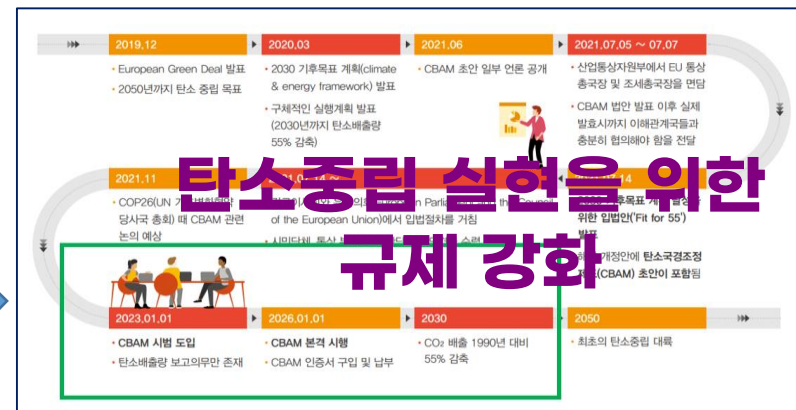 2019.12
• European Green Deal 발표
• 2050년까지 탄소 중립 목표
2020.03
• 2030 기후목표 계획(climate
& energy framework) 발표
• 구체적인 실행계획 발표
(2030년까지 탄소배출량
55% 감축)
2021.06
• CBAM 초안 일부 언론 공개
2021.07.05 ~ 07.07
• 산업통상자원부에서 EU 통상
총국장 및 조세총국장을 면담
• CBAM 법안 발표 이후 실제
발효시까지 이해관계국들과
충분히 협의해야 함을 전달
탄소중립 실현을 위한
규제 강화
위한 입법안('Fit for 55')
발표
개정안에 탄소국경조정
(CBAM) 초안이 포함됨
of the European Union)에서 입법절차를 거침
• 시민단체, 통상
2021.11
• COP26(UN
당사국 총회) 때 CBAM 관련
논의 예상
2023.01.01
• CBAM 시범 도입
• 탄소배출량 보고의무만 존재
2026.01.01
• CBAM 본격 시행
• CBAM 인증서 구입 및 납부
2030
• CO₂ 배출 1990년 대비
55% 감축
2050
• 최초의 탄소중립 대륙